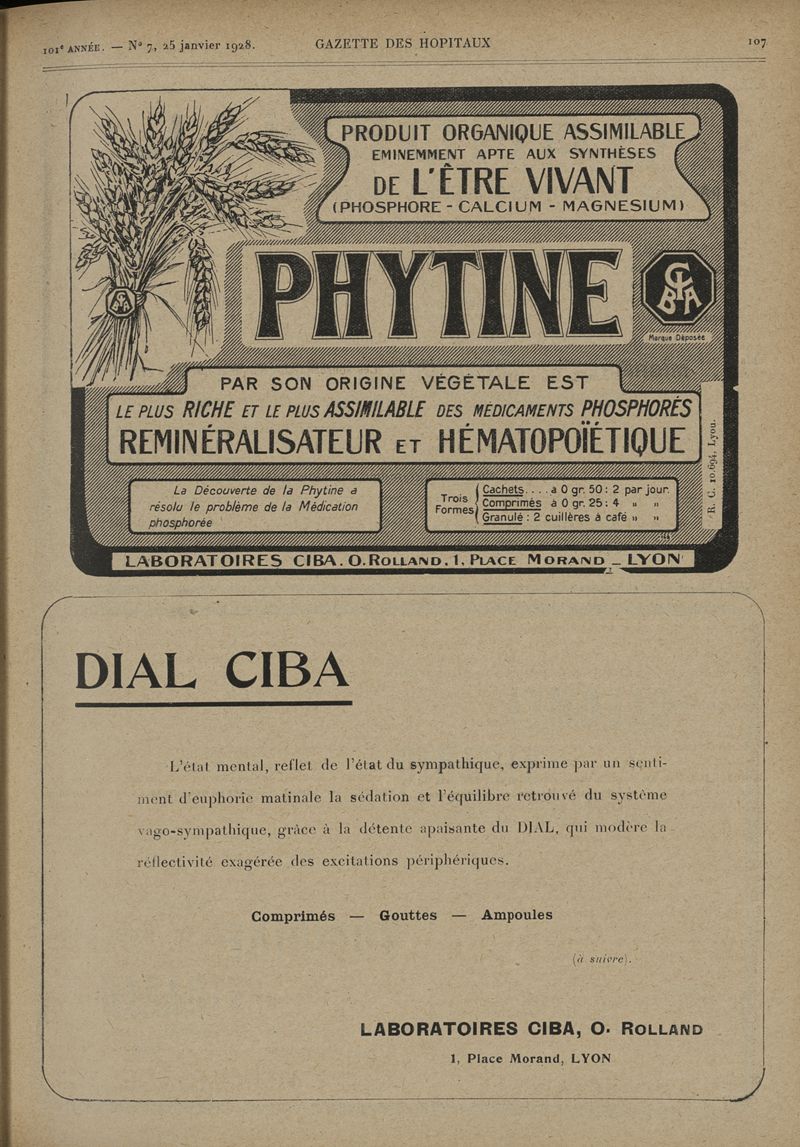 101e ANNÉE. — Nº 7, 25 janvier 1928. GAZETTE DES HOPITAUX 107
PRODUIT ORGANIQUE ASSIMILABLE
EMINEMMENT APTE AUX SYNTHÈSES
DE L'ÊTRE VIVANT
(PHOSPHORE - CALCIUM - MAGNESIUM)
PHYTINE
CIBA
CIBA
Marque Déposée
PAR SON ORIGINE VÉGÉTALE EST
LE PLUS RICHE ET LE PLUS ASSIMILABLE DES MÉDICAMENTS PHOSPHORÉS
REMINÉRALISATEUR ET HÉMATOPOÏÉTIQUE
R. C. 10.694, Lyon.
La Découverte de la Phytine a
résolu le problème de la Médication
phosphorée
Trois Formes
Cachets.... a 0 gr. 50 : 2 par jour.
Comprimés à 0 gr. 25 : 4 " "
Granulé : 2 cuillères à café " "
LABORATOIRES CIBA. O. ROLLAND. 1, PLACE MORAND _ LYON
DIAL CIBA
L'état mental, reflet de l'état du sympathique, exprime par un senti-
ment d'euphorie matinale la sédation et l'équilibre retrouvé du système
vago-sympathique, grâce à la détente apaisante du DIAL, qui modère la
réflectivité exagérée des excitations périphériques.
Comprimés — Gouttes — Ampoules
(à suivre).
LABORATOIRES CIBA, O. ROLLAND
1, Place Morand, LYON